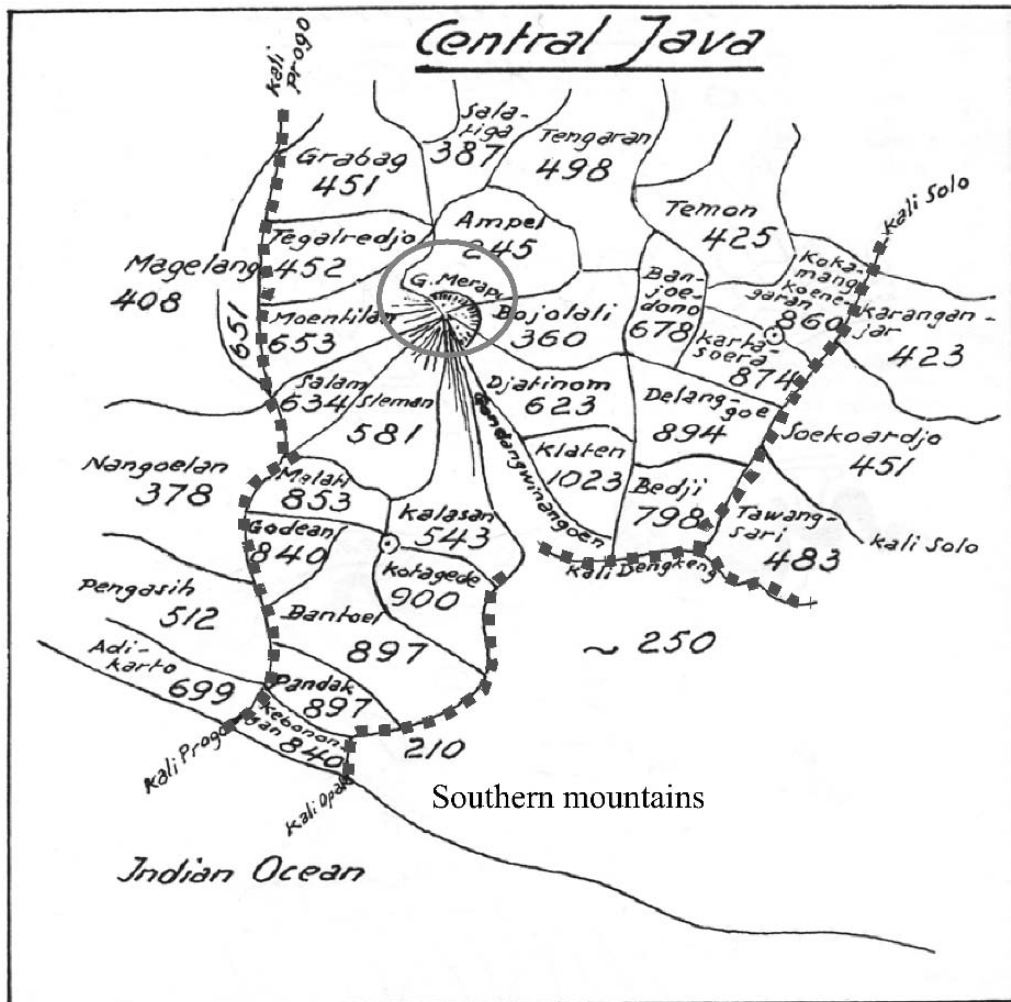 Central Java
Kali
Progo
Sala-
tiga
387
Tengaran
498
Grabag
451
Temon
425
Kali Solo
Ampel
245
Tegalredjo
452
Magelang
408
651
G. Merapi
Ban-
joe-
dono
678
Koka-
mang
koene-
garan
860
Karangan-
jar
423
Moentilan
653
Bojolali
360
karta-
soera
874
Salam
634
Sleman
581
Djatinom
623
Delang-
goe
894
Soekoardjo
451
Gondangwinangoen
Klaten
1023
Nangoelan
378
Malati
853
Bedji
798
Kalasan
543
Tawang-
sari
483
kali Solo
Godean
840
Kali Dengkeng
Kotagede
900
Pengasih
512
Bantoel
897
~ 250
Adi-
karto
699
Pandak
897
Kebonon-
gan
840
210
Kali Progo
Kali Opak
Southern mountains
Indian Ocean